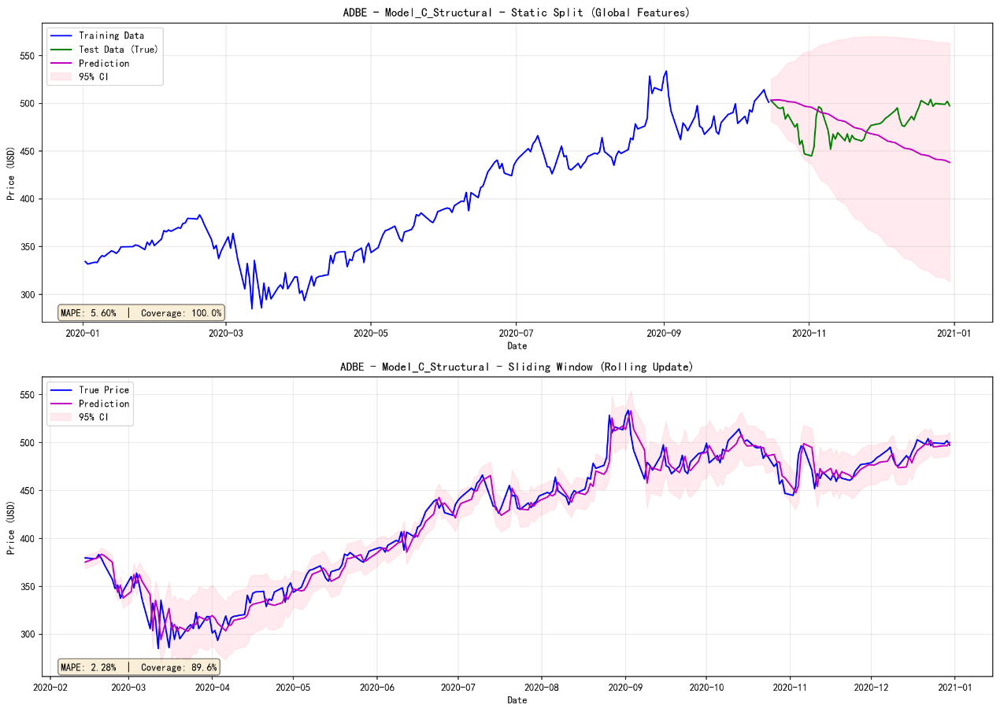 ADBE - Model_C_Structural - Static Split (Global Features)
Training Data
Test Data (True)
Prediction
95% CI
Price (USD)
550
500
450
400
350
300
MAPE: 5.60% | Coverage: 100.0%
2020-01 2020-03 2020-05 2020-07 2020-09 2020-11 2021-01
Date
ADBE - Model_C_Structural - Sliding Window (Rolling Update)
True Price
Prediction
95% CI
Price (USD)
550
500
450
400
350
300
MAPE: 2.28% | Coverage: 89.6%
2020-02 2020-03 2020-04 2020-05 2020-06 2020-07 2020-08 2020-09 2020-10 2020-11 2020-12 2021-01
Date